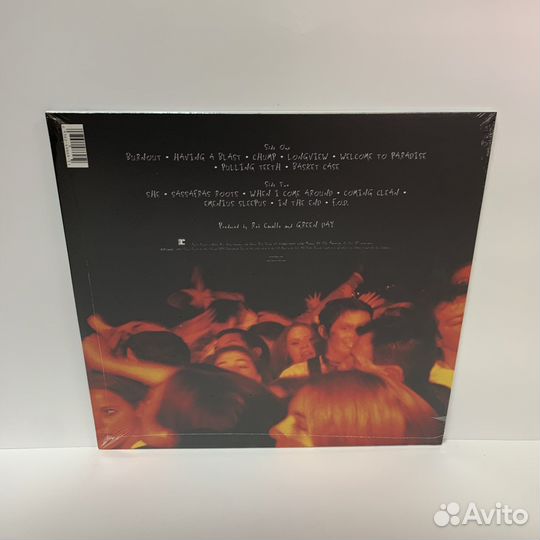 Side One
BURNOUT • HAVING A BLAST • CHUMP • LONGVIEW • WELCOME TO PARADISE
• PULLING TEETH • BASKET CASE
Side Two
SHE • SASSAFRAS ROOTS • WHEN I COME AROUND • COMING CLEAN •
EMENIUS SLEEPUS • IN THE END • F.O.D.
Produced by Rob Cavallo and GREEN DAY
Avito